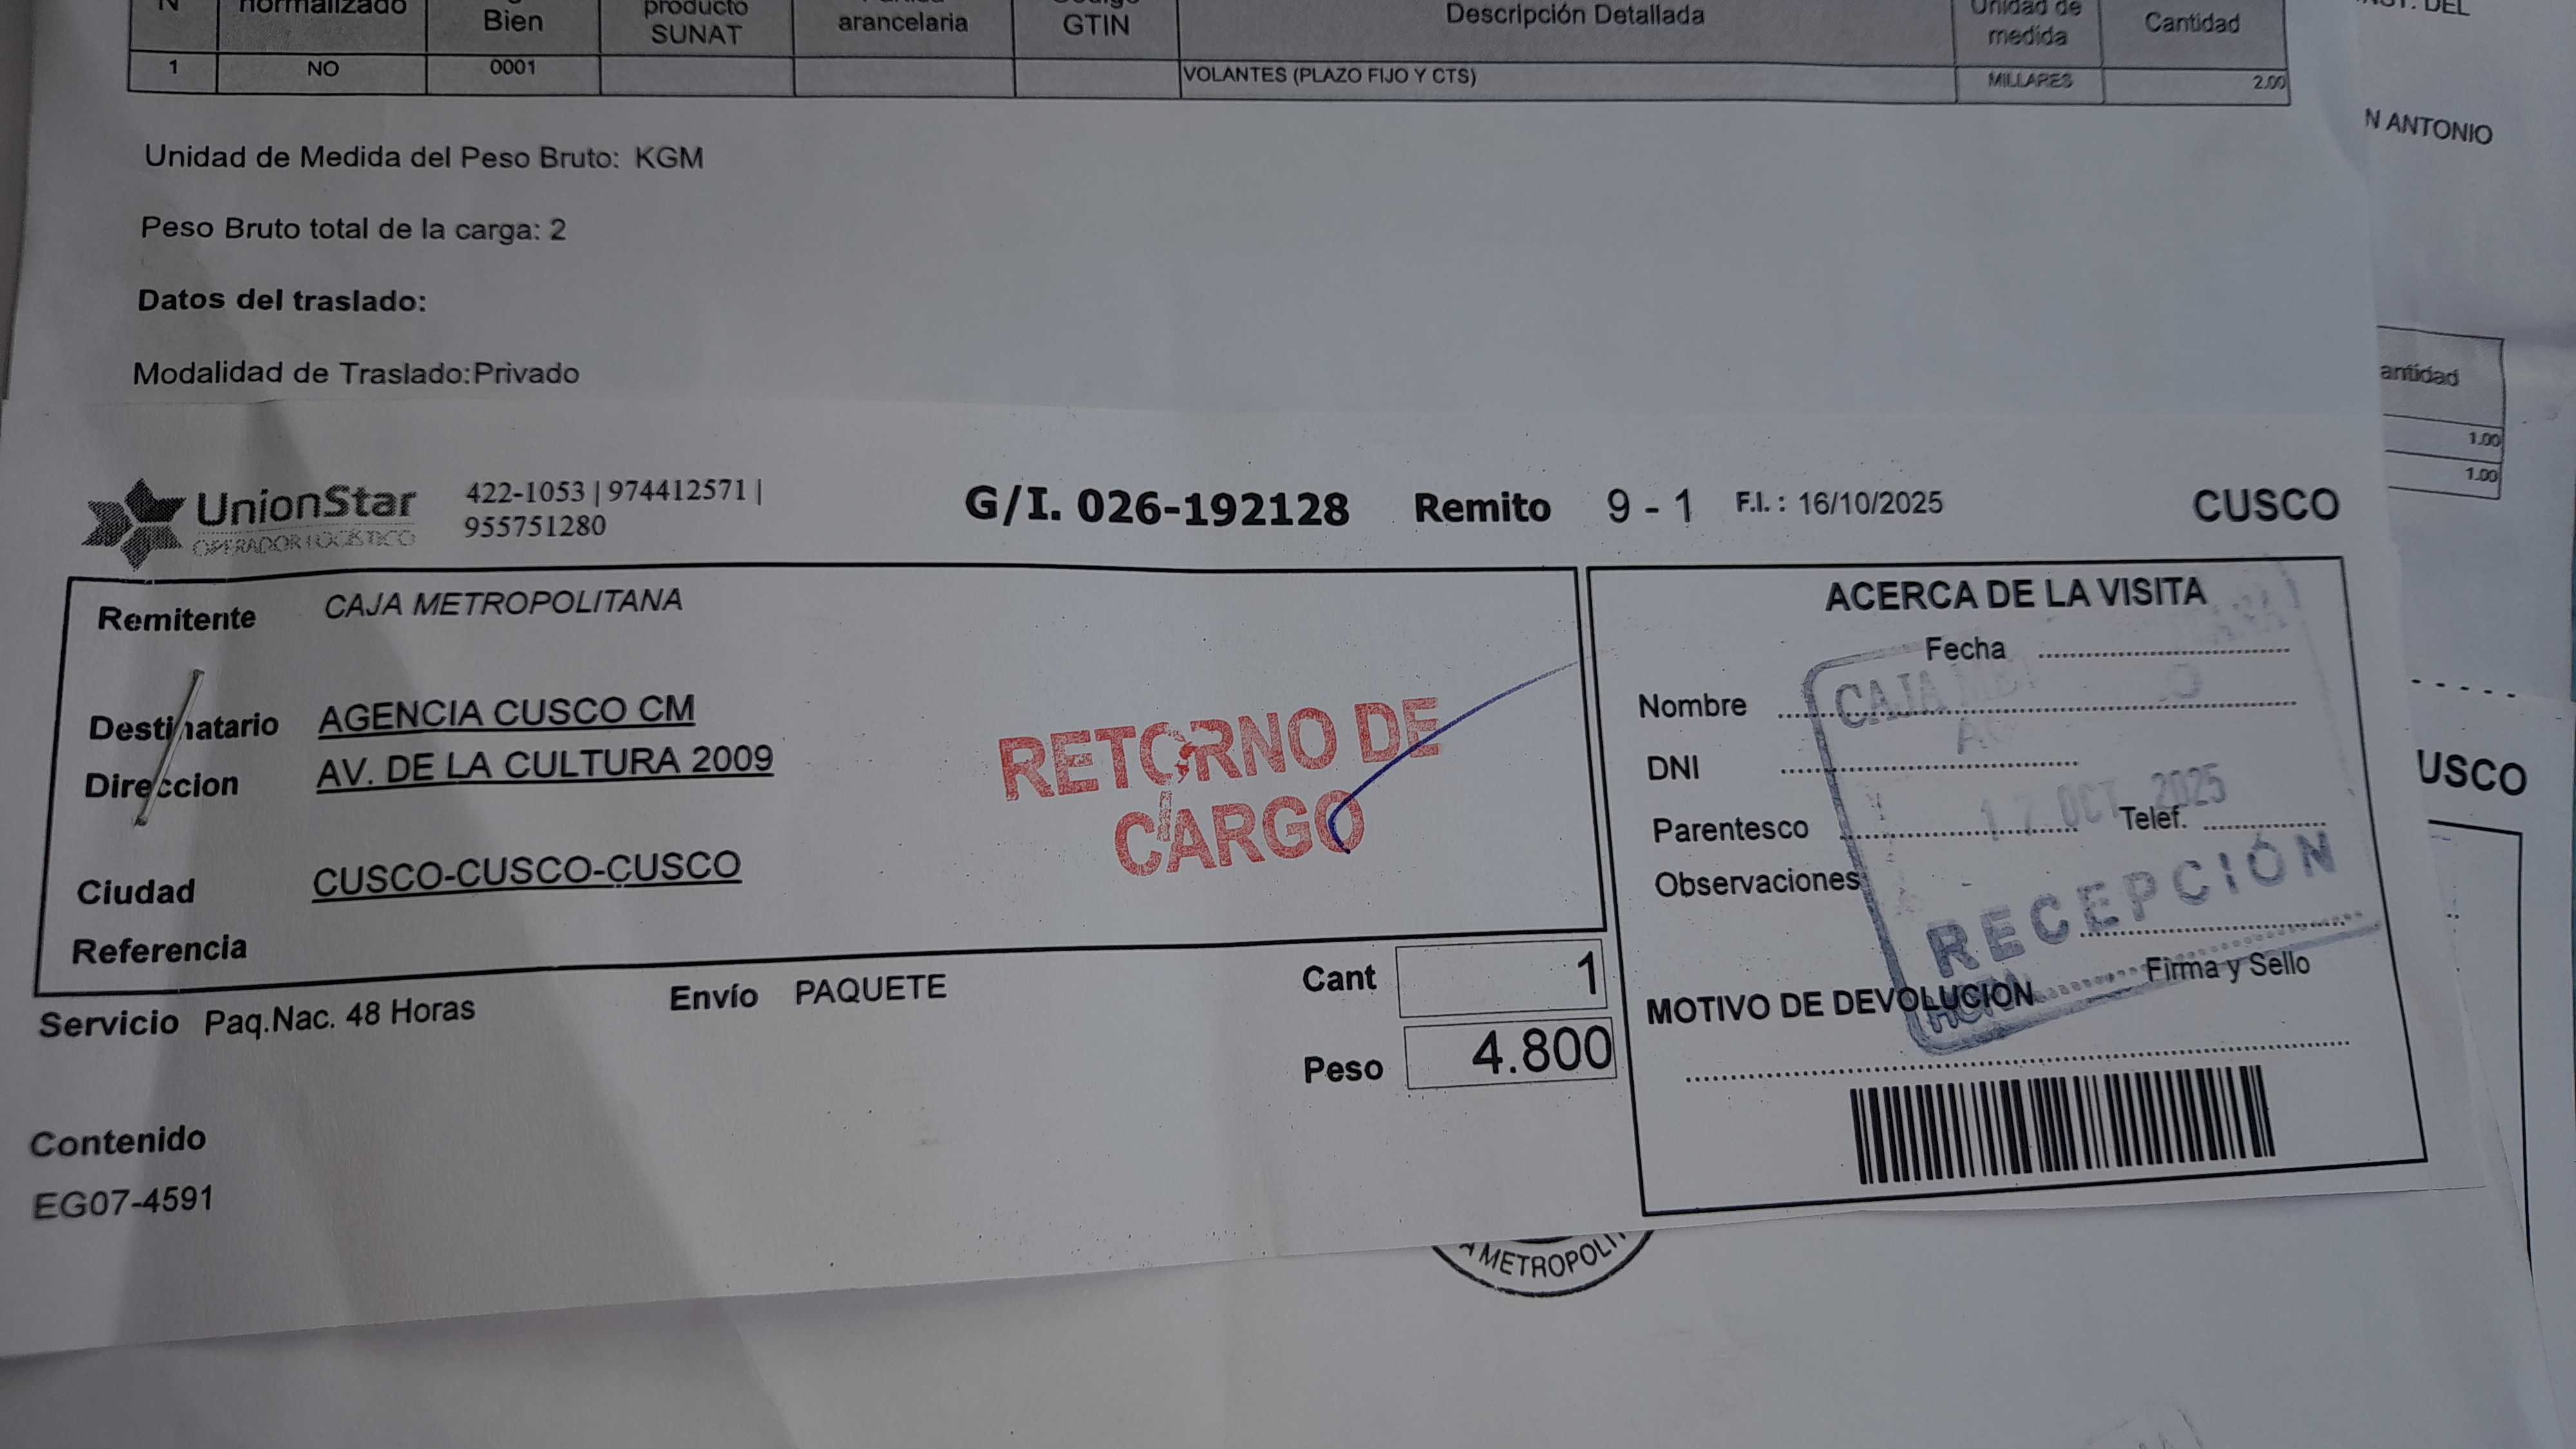 N° normalizado Bien producto SUNAT arancelaria GTIN Descripción Detallada Unidad de medida Cantidad
1 NO 0001 VOLANTES (PLAZO FIJO Y CTS) MILLARES 2.00
Unidad de Medida del Peso Bruto: KGM
Peso Bruto total de la carga: 2
Datos del traslado:
Modalidad de Traslado:Privado
DEL
N ANTONIO
antidad
1.00
1.00
USCO
UnionStar
OPERADOR LOGÍSTICO
422-1053 | 974412571 |
955751280
G/I. 026-192128 Remito 9 - 1 F.I. : 16/10/2025 CUSCO
Remitente CAJA METROPOLITANA
Destinatario AGENCIA CUSCO CM
Direccion AV. DE LA CULTURA 2009
Ciudad CUSCO-CUSCO-CUSCO
Referencia
RETORNO DE
CARGO
Servicio Paq.Nac. 48 Horas Envío PAQUETE
Cant 1
Peso 4.800
Contenido
EG07-4591
ACERCA DE LA VISITA
Fecha
Nombre
DNI
Parentesco Telef.
Observaciones
Firma y Sello
MOTIVO DE DEVOLUCION
CAJA
17 OCT 2025
RECEPCIÓN
METROPOLI